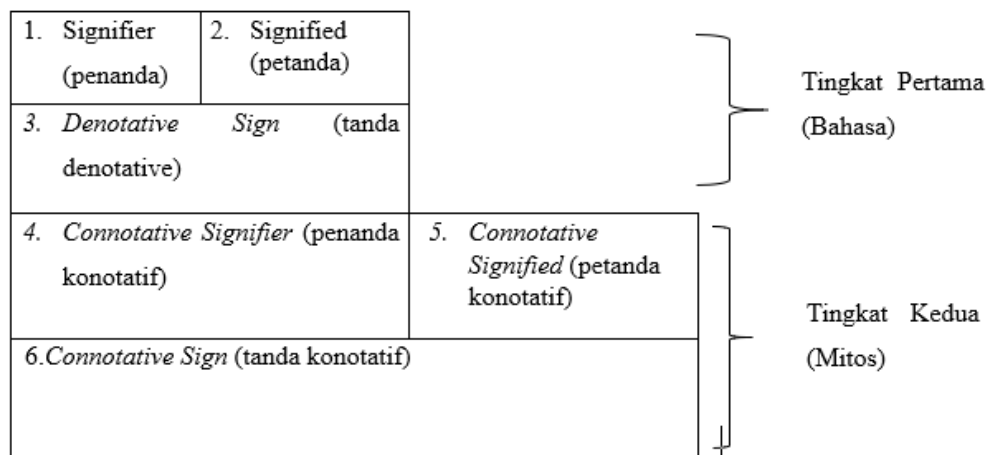 1. Signifier
(penanda)
2. Signified
(petanda)
Tingkat Pertama
(Bahasa)
3. Denotative Sign (tanda
denotative)
4. Connotative Signifier (penanda
konotatif)
5. Connotative
Signified (petanda
konotatif)
Tingkat Kedua
(Mitos)
6.Connotative Sign (tanda konotatif)